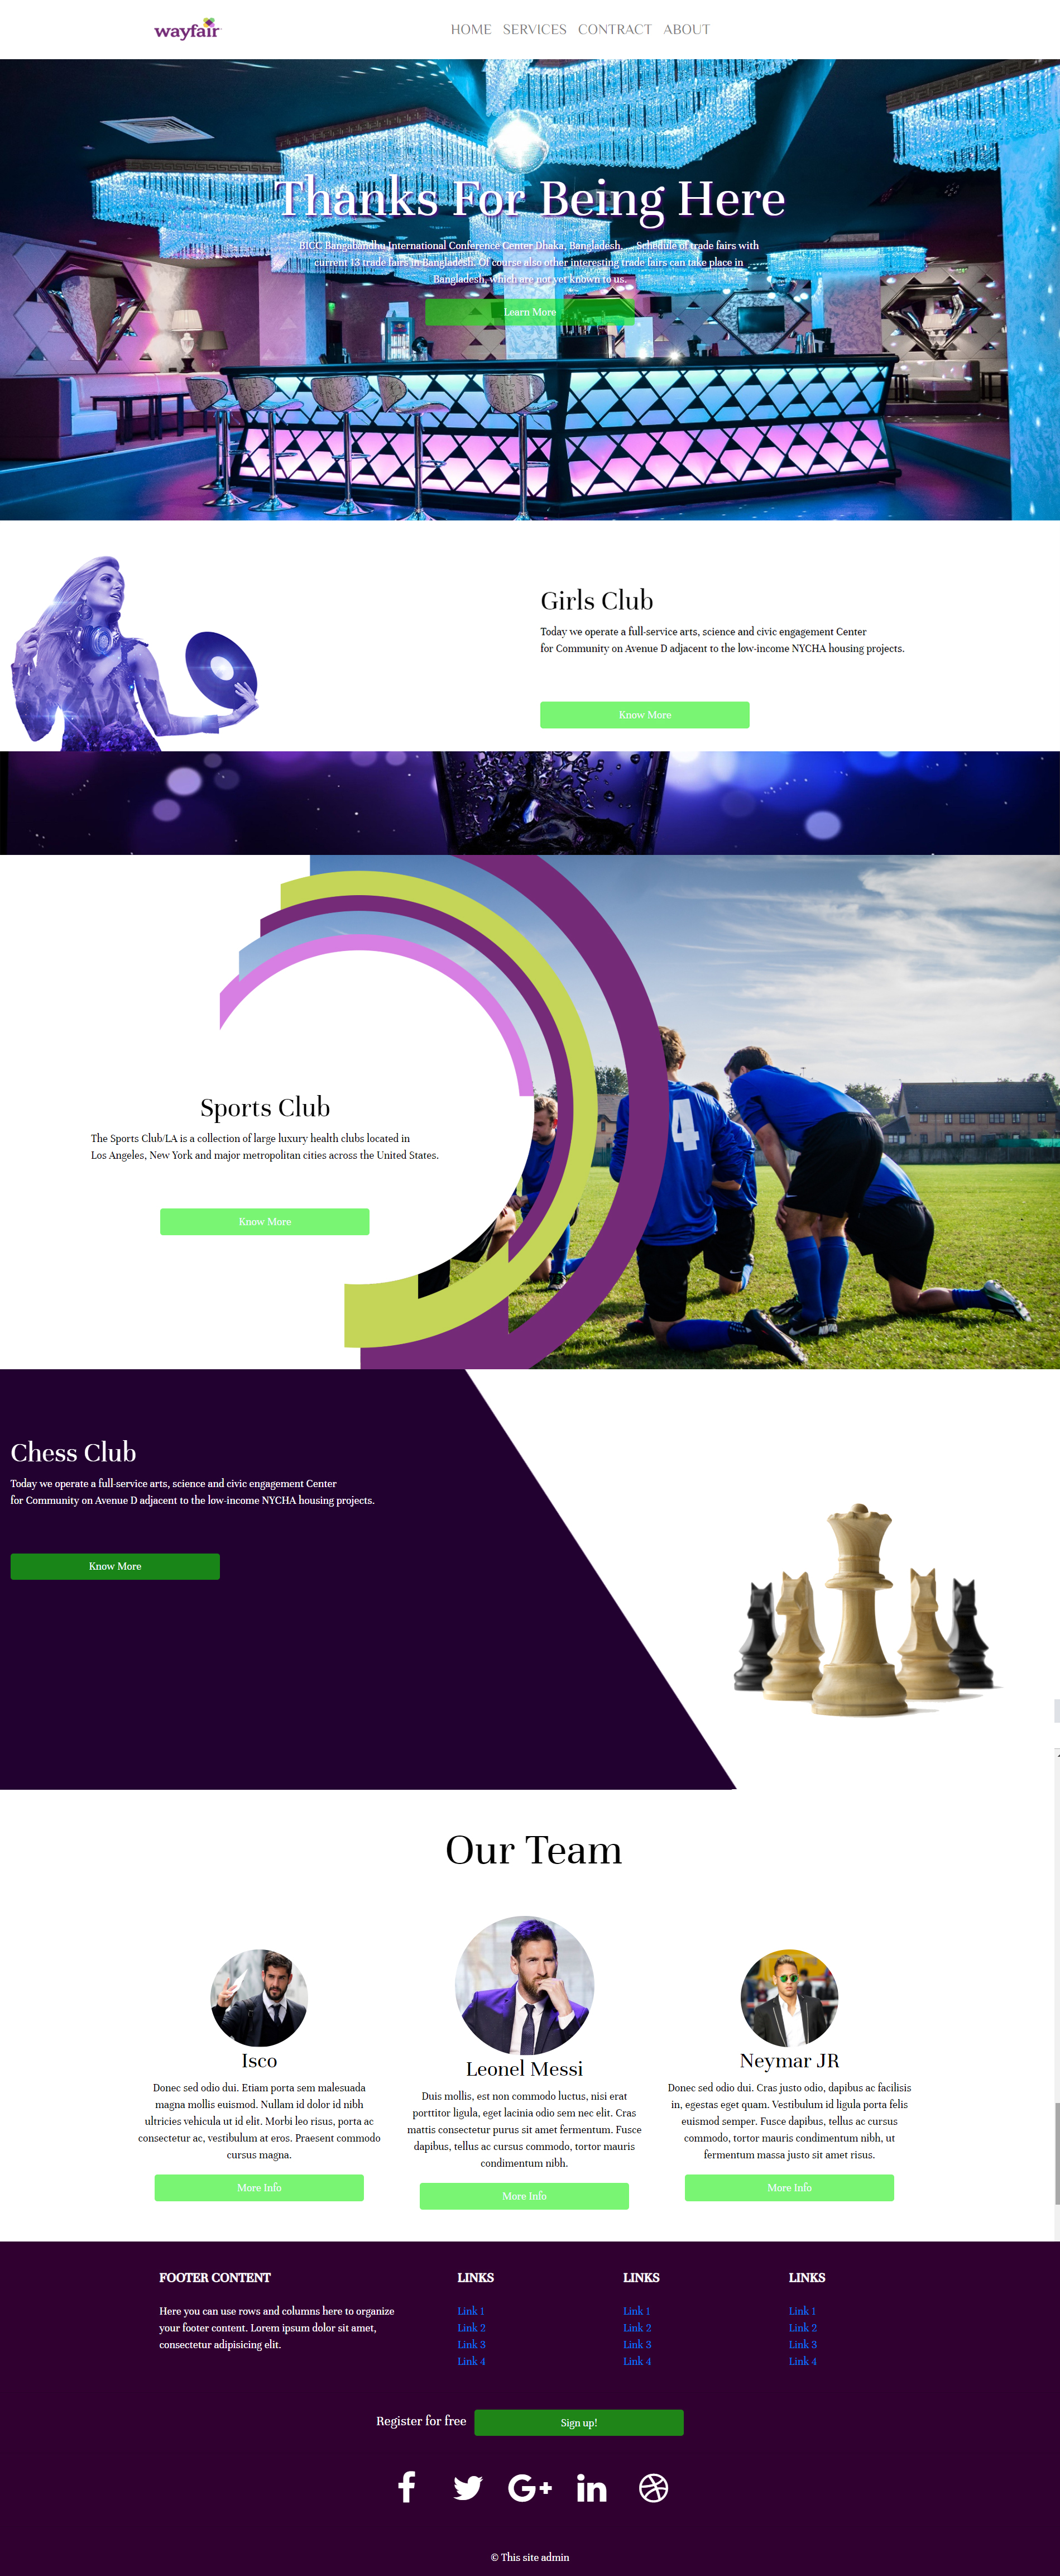 wayfair
HOME SERVICES CONTRACT ABOUT
Thanks For Being Here
BICC Bangabandhu International Conference Center Dhaka, Bangladesh. ... Schedule of trade fairs with
current 13 trade fairs in Bangladesh. Of course also other interesting trade fairs can take place in
Bangladesh, which are not yet known to us.
Learn More
Girls Club
Today we operate a full-service arts, science and civic engagement Center
for Community on Avenue D adjacent to the low-income NYCHA housing projects.
Know More
Sports Club
The Sports Club/LA is a collection of large luxury health clubs located in
Los Angeles, New York and major metropolitan cities across the United States.
Know More
4
Chess Club
Today we operate a full-service arts, science and civic engagement Center
for Community on Avenue D adjacent to the low-income NYCHA housing projects.
Know More
Our Team
Isco
Donec sed odio dui. Etiam porta sem malesuada
magna mollis euismod. Nullam id dolor id nibh
ultricies vehicula ut id elit. Morbi leo risus, porta ac
consectetur ac, vestibulum at eros. Praesent commodo
cursus magna.
More Info
Leonel Messi
Duis mollis, est non commodo luctus, nisi erat
porttitor ligula, eget lacinia odio sem nec elit. Cras
mattis consectetur purus sit amet fermentum. Fusce
dapibus, tellus ac cursus commodo, tortor mauris
condimentum nibh.
More Info
Neymar JR
Donec sed odio dui. Cras justo odio, dapibus ac facilisis
in, egestas eget quam. Vestibulum id ligula porta felis
euismod semper. Fusce dapibus, tellus ac cursus
commodo, tortor mauris condimentum nibh, ut
fermentum massa justo sit amet risus.
More Info
FOOTER CONTENT
Here you can use rows and columns here to organize
your footer content. Lorem ipsum dolor sit amet,
consectetur adipisicing elit.
LINKS
Link 1
Link 2
Link 3
Link 4
LINKS
Link 1
Link 2
Link 3
Link 4
LINKS
Link 1
Link 2
Link 3
Link 4
Register for free Sign up!
© This site admin